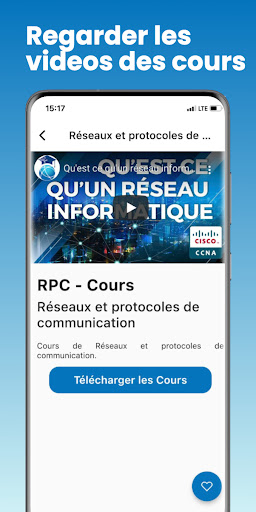 Regarder les
videos des cours
15:17
LTE
Réseaux et protocoles de ...
Qu'est ce qu'un réseau inform...
QU'EST CE
QU'UN RÉSEAU
INFORMATIQUE
CISCO
CCNA
RPC - Cours
Réseaux et protocoles de
communication
Cours de Réseaux et protocoles de
communication.
Télécharger les Cours